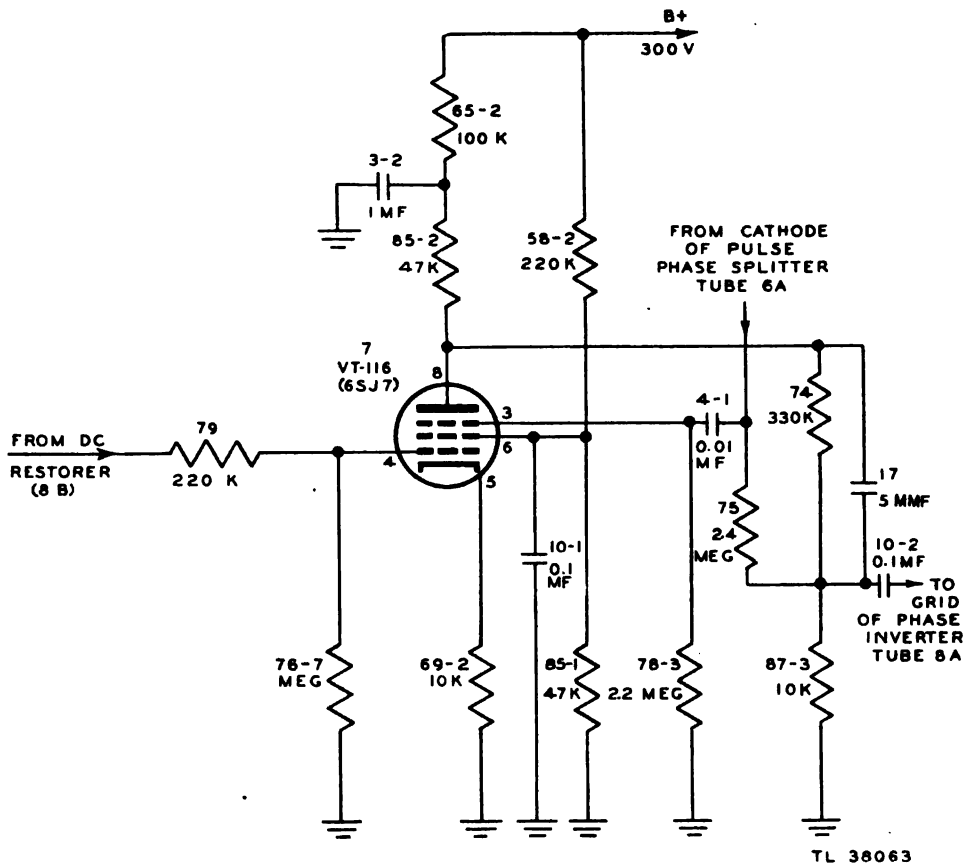 B+
300 V
65-2
100 K
3-2
1 MF
85-2
47K
58-2
220K
FROM CATHODE
OF PULSE
PHASE SPLITTER
TUBE 6A
7
VT-116
(6SJ7)
8
3
6
4
5
4-1
0.01
MF
74
330K
FROM DC
RESTORER
(8 B)
79
220 K
17
5 MMF
75
2.4
MEG
10-1
0.1
MF
10-2
0.1MF
TO
GRID
OF PHASE
INVERTER
TUBE 8A
76-7
MEG
69-2
10K
85-1
47K
78-3
2.2 MEG
87-3
10K
TL 38063